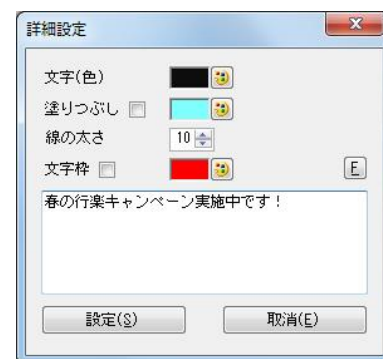 詳細設定
文字(色)
塗りつぶし
線の太さ 10
文字枠
F
春の行楽キャンペーン実施中です!
設定(S) 取消(E)